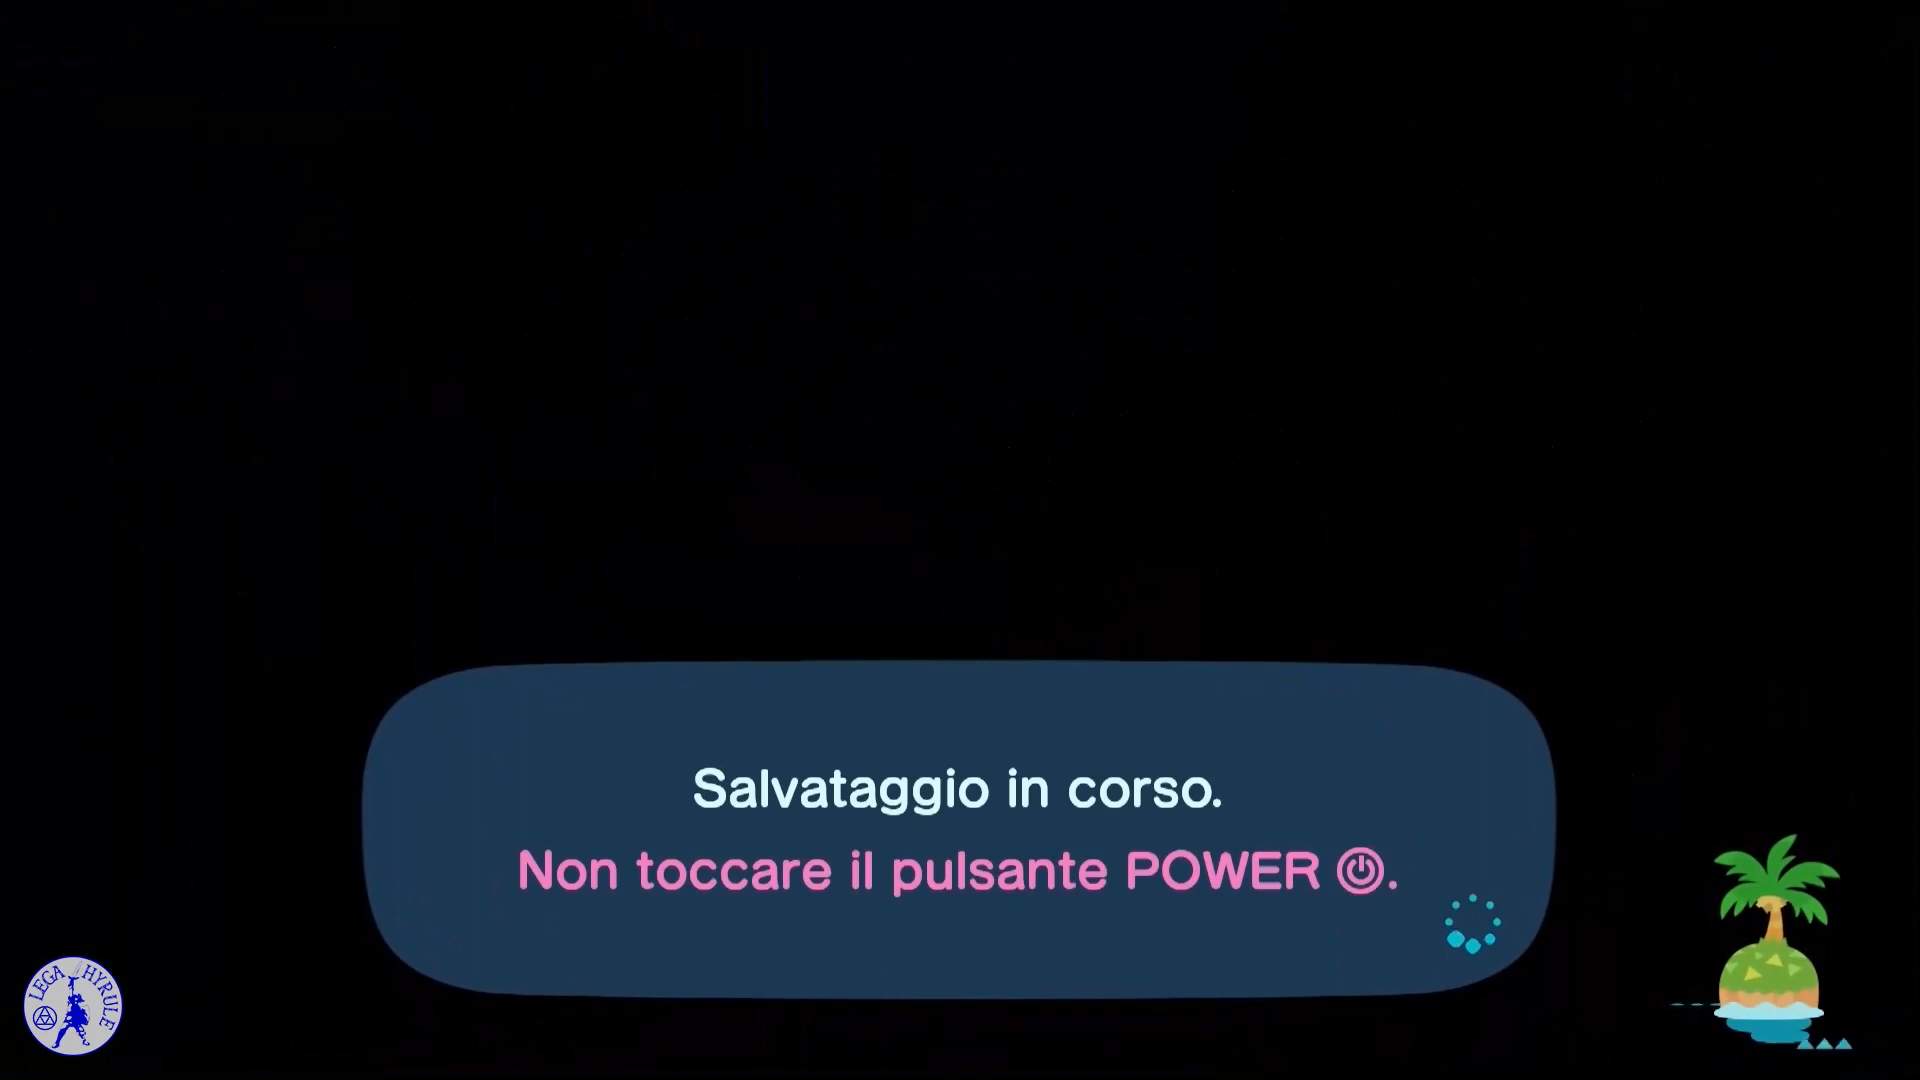 Salvataggio in corso.
Non toccare il pulsante POWER ⏻.
LEGA HYRULE